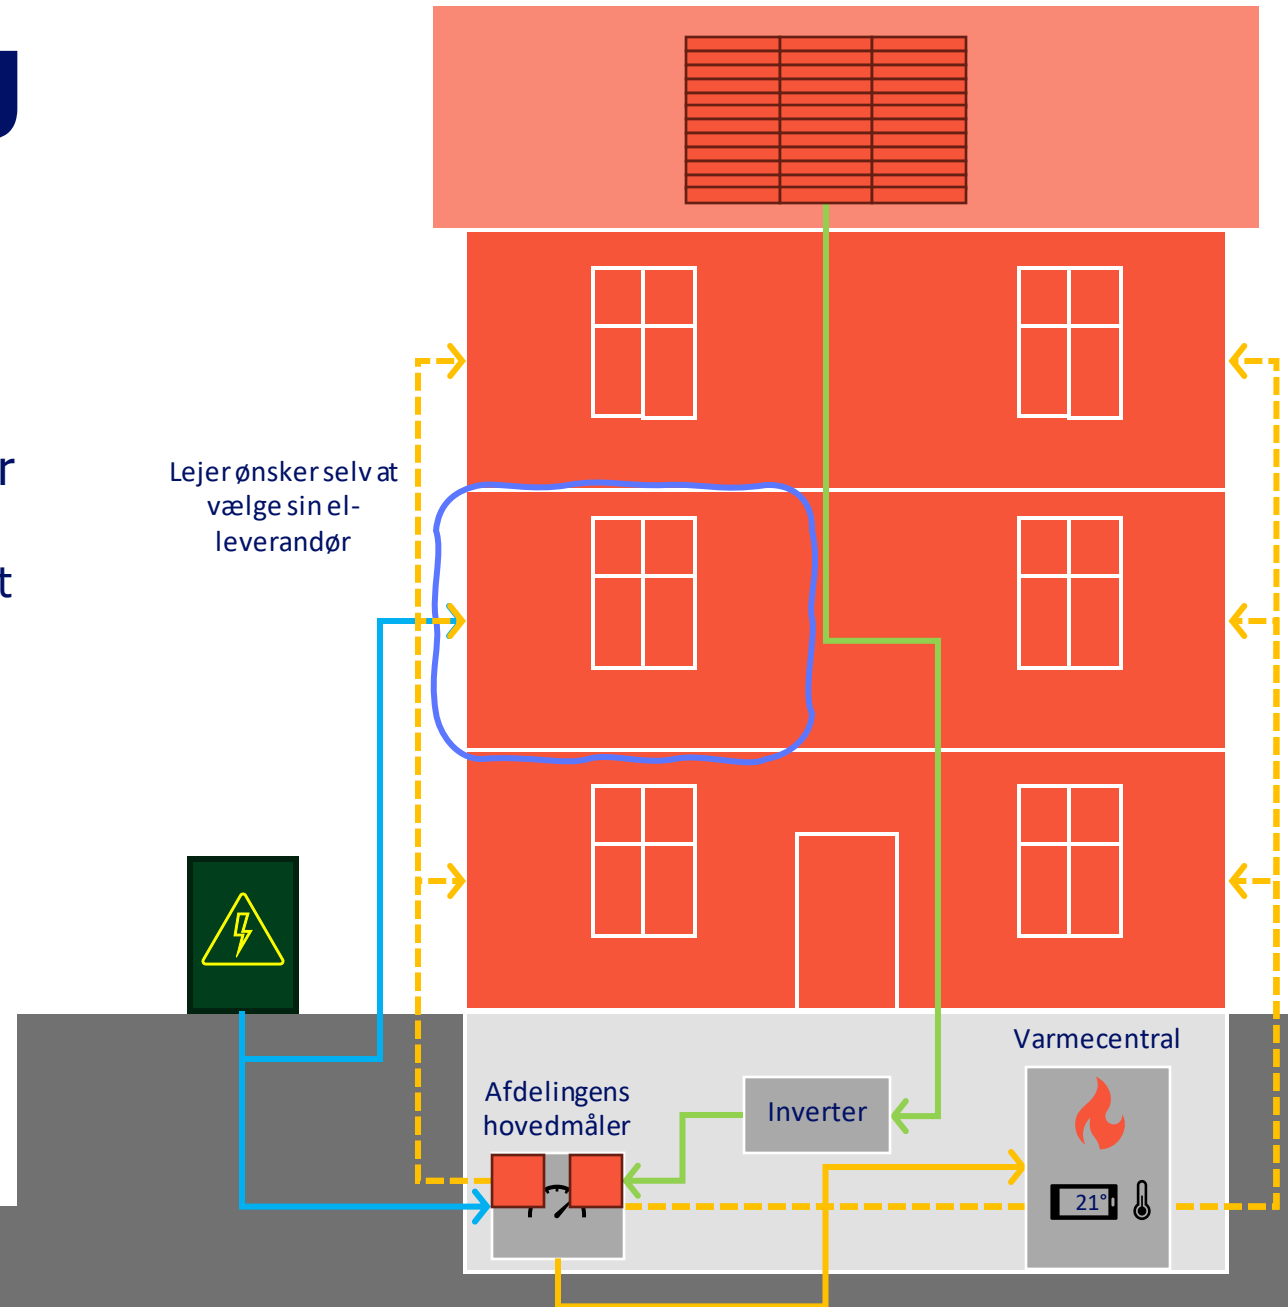 r
t
Lejer ønsker selv at
vælge sin el-
leverandør
Varmecentral
Afdelingens
hovedmåler
Inverter
21°